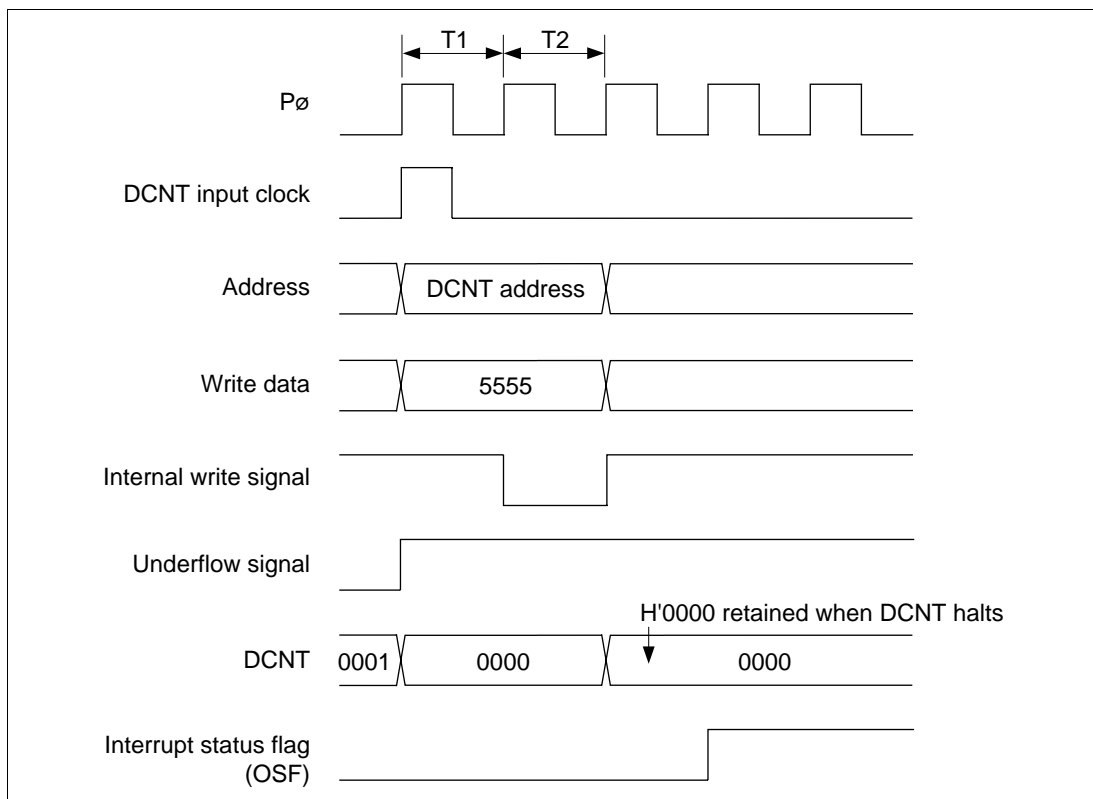 T1 T2
Pø
DCNT input clock
Address DCNT address
Write data 5555
Internal write signal
Underflow signal
H'0000 retained when DCNT halts
DCNT 0001 0000 0000
Interrupt status flag
(OSF)